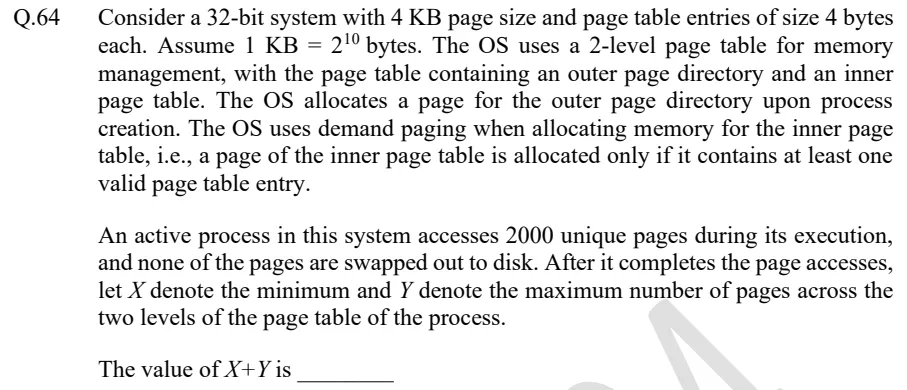 Q.64 Consider a 32-bit system with 4 KB page size and page table entries of size 4 bytes
each. Assume 1 KB = 2¹⁰ bytes. The OS uses a 2-level page table for memory
management, with the page table containing an outer page directory and an inner
page table. The OS allocates a page for the outer page directory upon process
creation. The OS uses demand paging when allocating memory for the inner page
table, i.e., a page of the inner page table is allocated only if it contains at least one
valid page table entry.
An active process in this system accesses 2000 unique pages during its execution,
and none of the pages are swapped out to disk. After it completes the page accesses,
let X denote the minimum and Y denote the maximum number of pages across the
two levels of the page table of the process.
The value of X+Y is ________